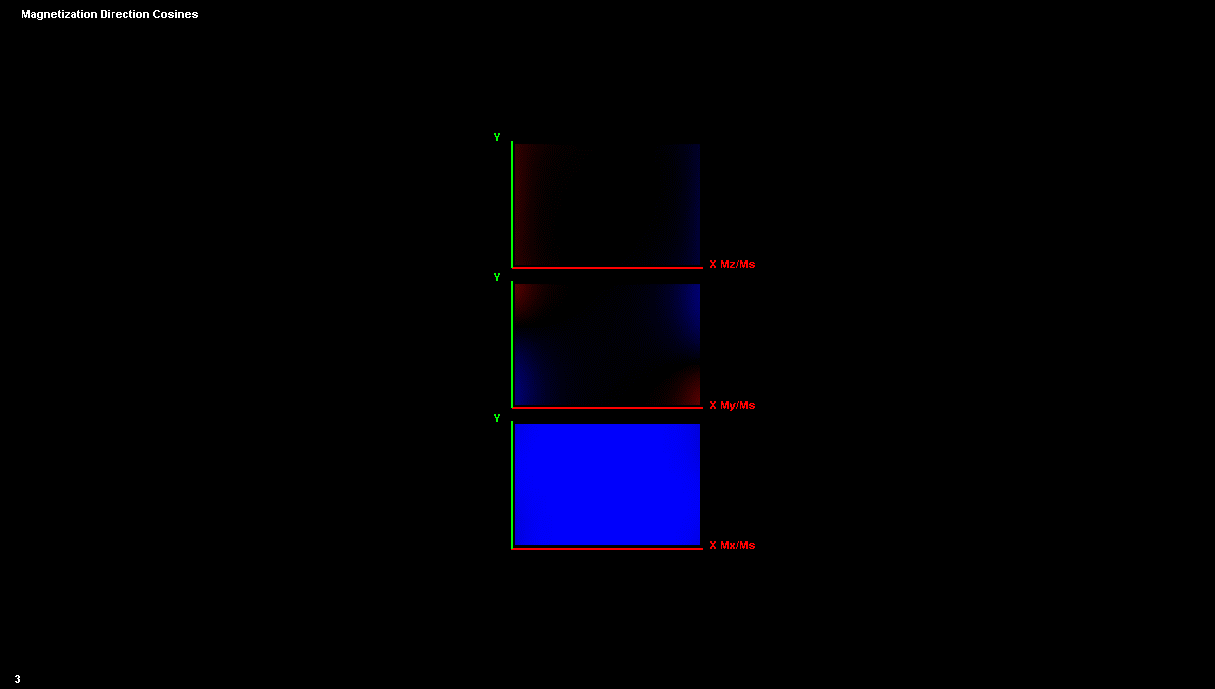 Magnetization Direction Cosines
Y
X Mz/Ms
Y
X My/Ms
Y
X Mx/Ms
3